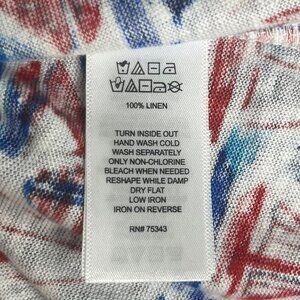 100% LINEN
TURN INSIDE OUT
HAND WASH COLD
WASH SEPARATELY
ONLY NON-CHLORINE
BLEACH WHEN NEEDED
RESHAPE WHILE DAMP
DRY FLAT
LOW IRON
IRON ON REVERSE
RN# 75343